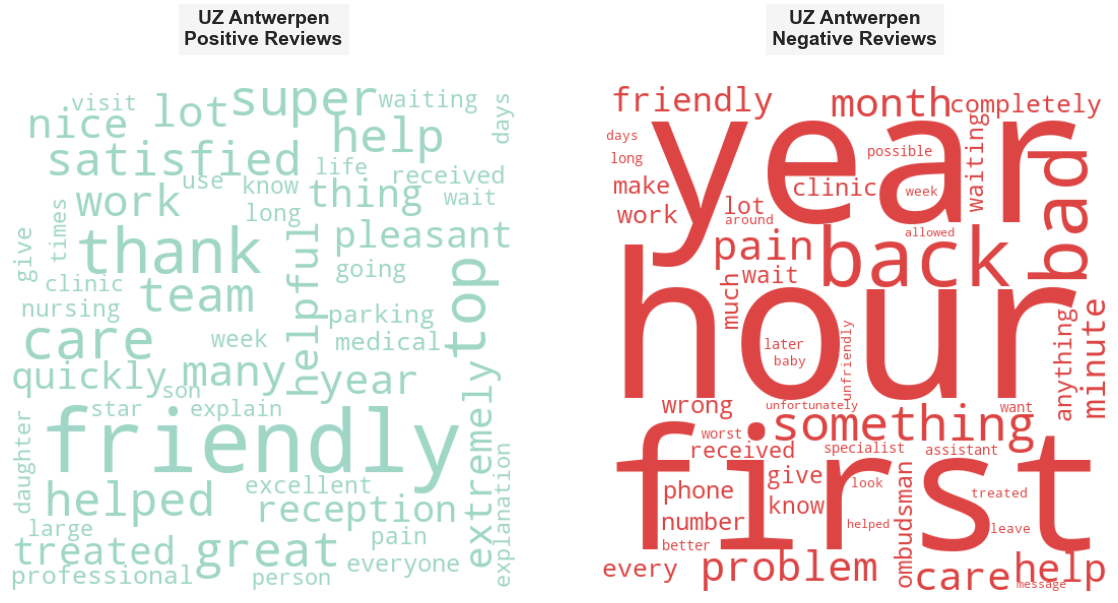 UZ Antwerpen
Positive Reviews
visit
lot
super
waiting
days
nice
help
satisfied
life
received
work
use
know
thing
wait
long
times
give
thank
helpful
pleasant
going
top
clinic
team
nursing
parking
care
week
medical
quickly
many
year
son
star
explain
friendly
daughter
extremely
helped
excellent
reception
explanation
large
pain
treated
great
everyone
professional
person
UZ Antwerpen
Negative Reviews
friendly
month
completely
days
year
possible
waiting
long
bad
make
clinic
week
work
lot
around
allowed
pain
back
wait
much
hour
later
baby
unfriendly
anything
minute
wrong
unfortunately
want
something
worst
first
received
specialist
assistant
give
look
phone
know
treated
number
helped
ombudsman
leave
better
every
problem
care
help
message